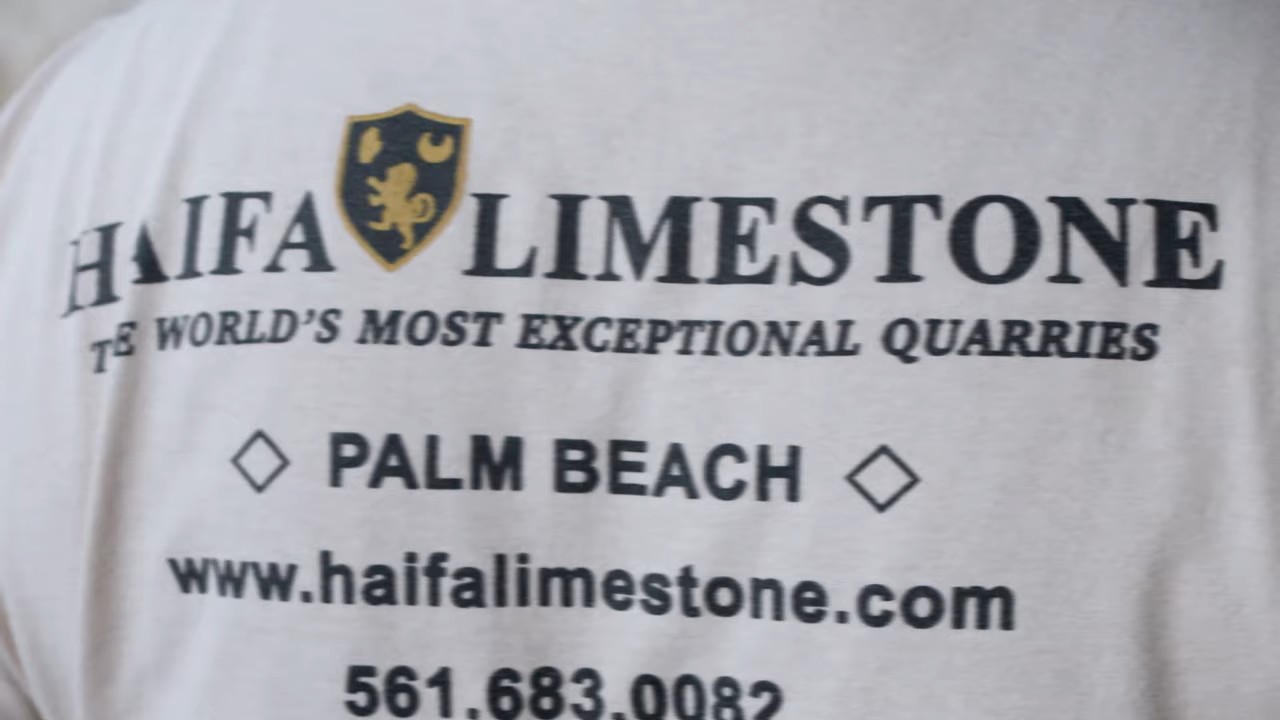 HAIFA LIMESTONE
THE WORLD'S MOST EXCEPTIONAL QUARRIES
◇ PALM BEACH ◇
www.haifalimestone.com
561.683.0082